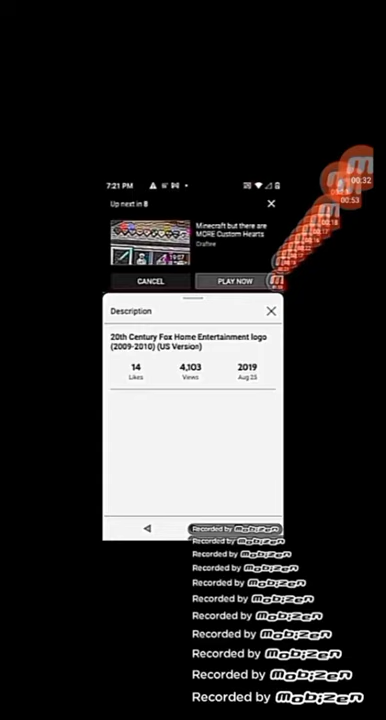 00:32
00:53
7:21 PM
Up next in 8
Minecraft but there are
MORE Custom Hearts
Craftee
19:07
CANCEL
PLAY NOW
Description
20th Century Fox Home Entertainment logo
(2009-2010) (US Version)
14
4,103
2019
Likes
Views
Aug 25
Recorded by mobizen
Recorded by mobizen
Recorded by mobizen
Recorded by mobizen
Recorded by mobizen
Recorded by mobizen
Recorded by mobizen
Recorded by mobizen
Recorded by mobizen
Recorded by mobizen
Recorded by mobizen